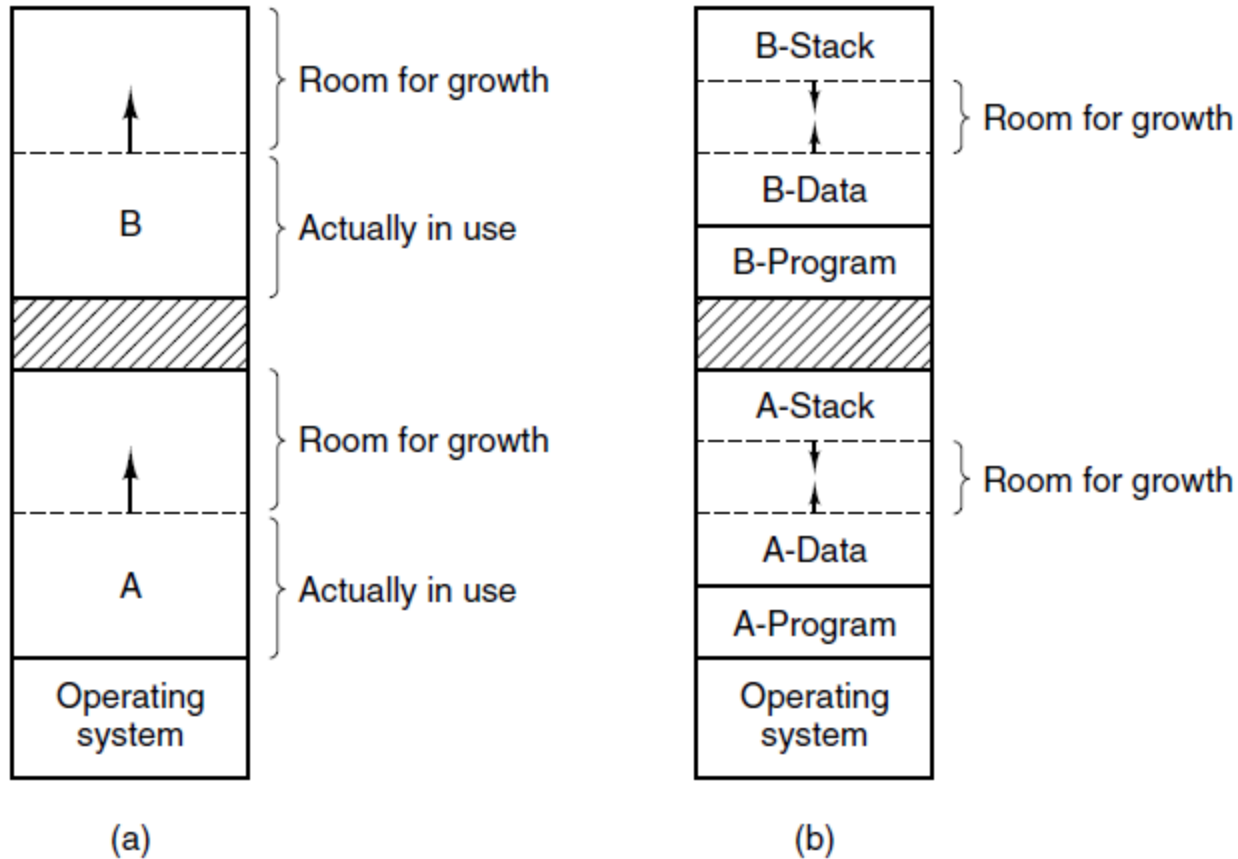 Room for growth
B
Actually in use
Room for growth
A
Actually in use
Operating
system
(a)
B-Stack
Room for growth
B-Data
B-Program
A-Stack
Room for growth
A-Data
A-Program
Operating
system
(b)